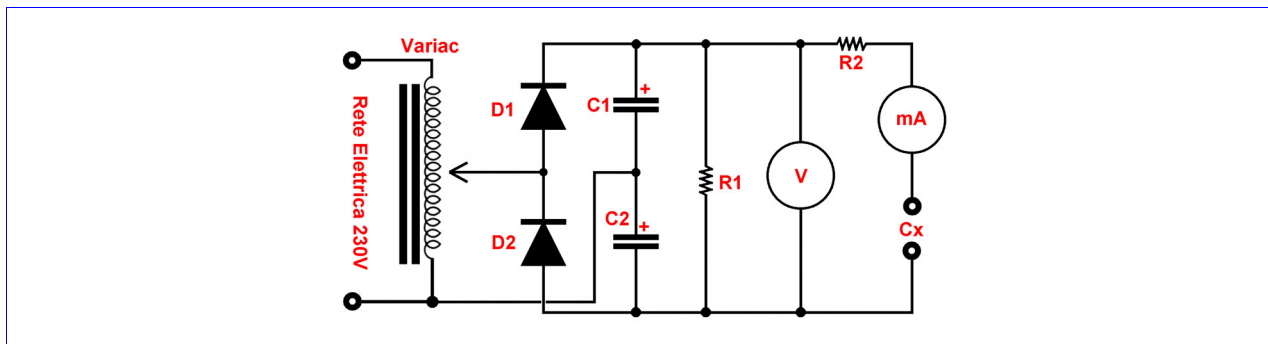 Variac
Rete Elettrica 230V
D1
D2
C1
+
C2
+
R1
V
R2
mA
Cx